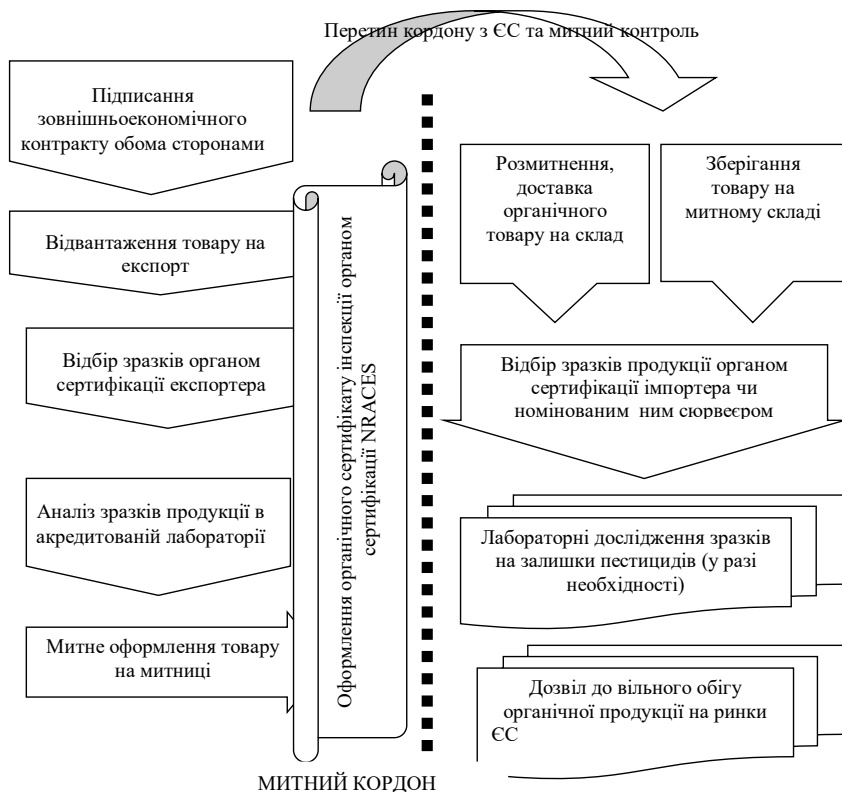 Перетин кордону з ЄС та митний контроль
Підписання
зовнішньоекономічного
контракту обома сторонами
Відвантаження товару на
експорт
Відбір зразків органом
сертифікації експортера
Аналіз зразків продукції в
акредитованій лабораторії
Митне оформлення товару
на митниці
Оформлення органічного сертифікату інспекції органом
сертифікації NRACES
МИТНИЙ КОРДОН
Розмитнення,
доставка
органічного
товару на склад
Зберігання
товару на
митному складі
Відбір зразків продукції органом
сертифікації імпортера чи
номінованим ним сюрвеєром
Лабораторні дослідження зразків
на залишки пестицидів (у разі
необхідності)
Дозвіл до вільного обігу
органічної продукції на ринки
ЄС